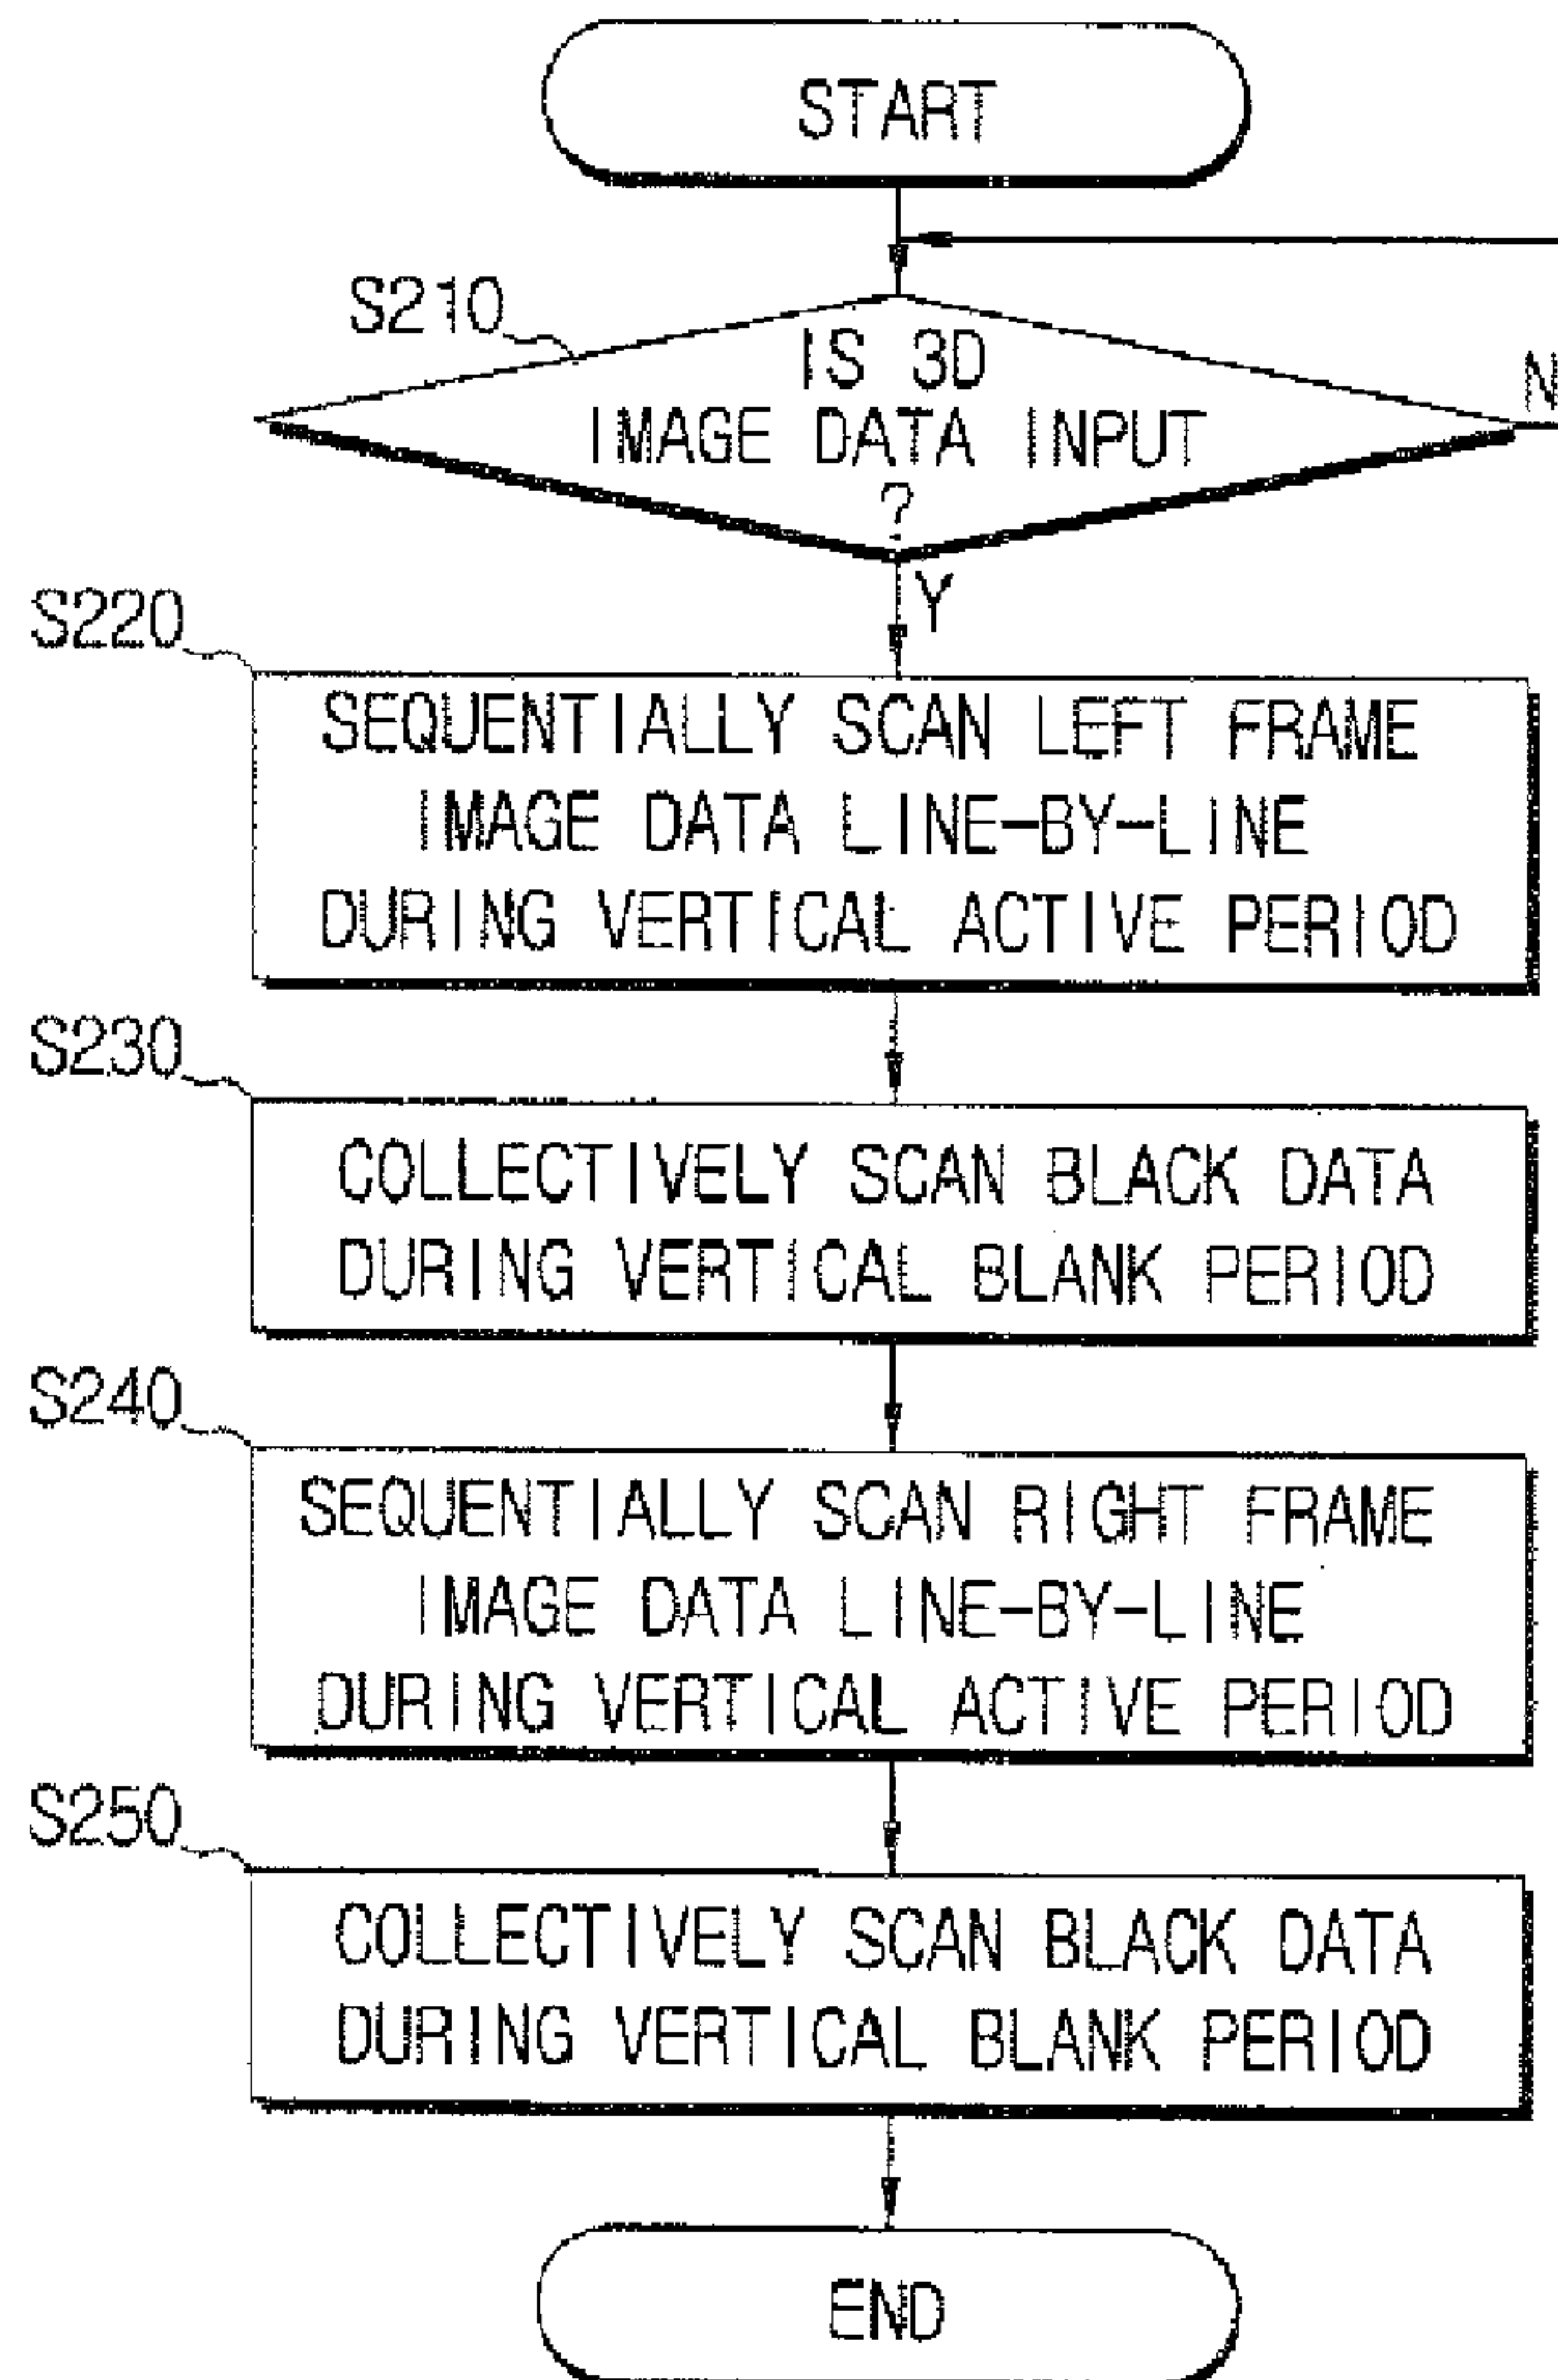 START
S210
IS 3D
IMAGE DATA INPUT
?
N
Y
S220
SEQUENTIALLY SCAN LEFT FRAME
IMAGE DATA LINE-BY-LINE
DURING VERTICAL ACTIVE PERIOD
S230
COLLECTIVELY SCAN BLACK DATA
DURING VERTICAL BLANK PERIOD
S240
SEQUENTIALLY SCAN RIGHT FRAME
IMAGE DATA LINE-BY-LINE
DURING VERTICAL ACTIVE PERIOD
S250
COLLECTIVELY SCAN BLACK DATA
DURING VERTICAL BLANK PERIOD
END